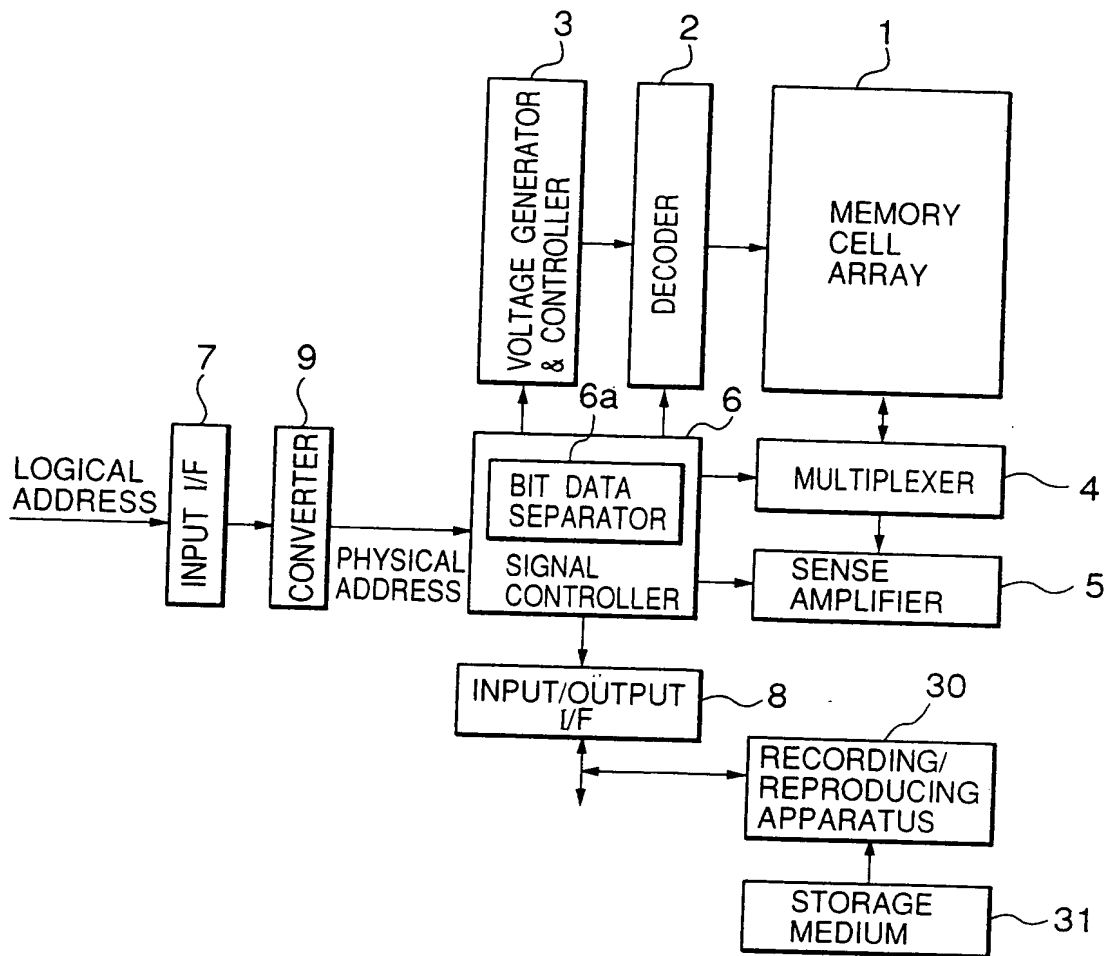 3
2
1
VOLTAGE GENERATOR
& CONTROLLER
DECODER
MEMORY
CELL
ARRAY
7
9
6a
6
LOGICAL
ADDRESS
INPUT I/F
CONVERTER
PHYSICAL
ADDRESS
BIT DATA
SEPARATOR
SIGNAL
CONTROLLER
MULTIPLEXER
4
SENSE
AMPLIFIER
5
INPUT/OUTPUT
I/F
8
30
RECORDING/
REPRODUCING
APPARATUS
STORAGE
MEDIUM
31